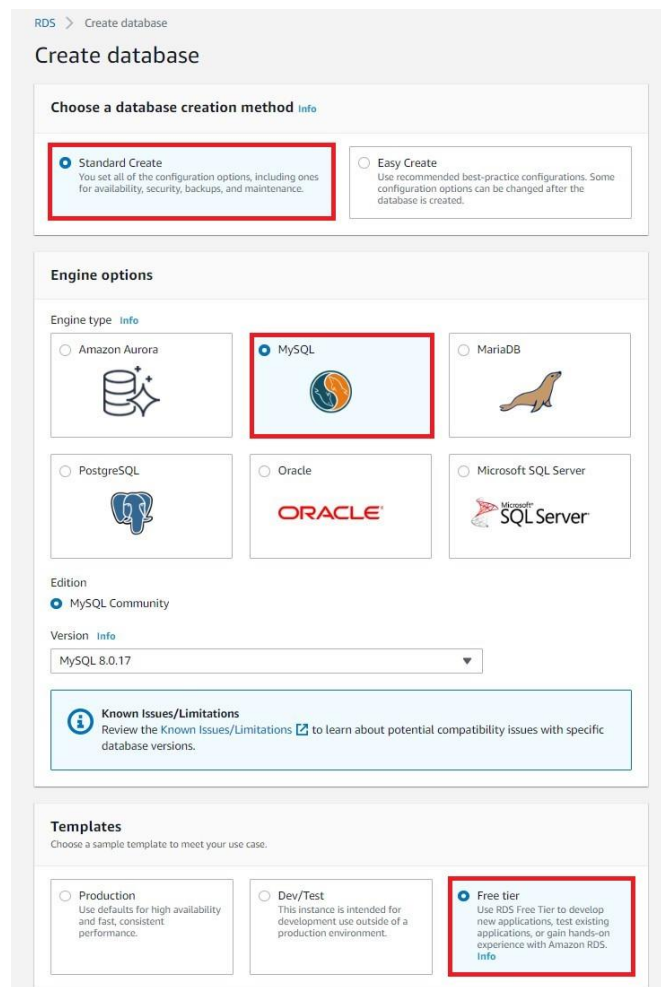 RDS > Create database
Create database
Choose a database creation method Info
Standard Create
You set all of the configuration options, including ones
for availability, security, backups, and maintenance.
Easy Create
Use recommended best-practice configurations. Some
configuration options can be changed after the
database is created.
Engine options
Engine type Info
Amazon Aurora
MySQL
MariaDB
PostgreSQL
Oracle
ORACLE
Microsoft SQL Server
Microsoft
SQL Server
Edition
MySQL Community
Version Info
MySQL 8.0.17
Known Issues/Limitations
Review the Known Issues/Limitations to learn about potential compatibility issues with specific
database versions.
Templates
Choose a sample template to meet your use case.
Production
Use defaults for high availability
and fast, consistent
performance.
Dev/Test
This instance is intended for
development use outside of a
production environment.
Free tier
Use RDS Free Tier to develop
new applications, test existing
applications, or gain hands-on
experience with Amazon RDS.
Info